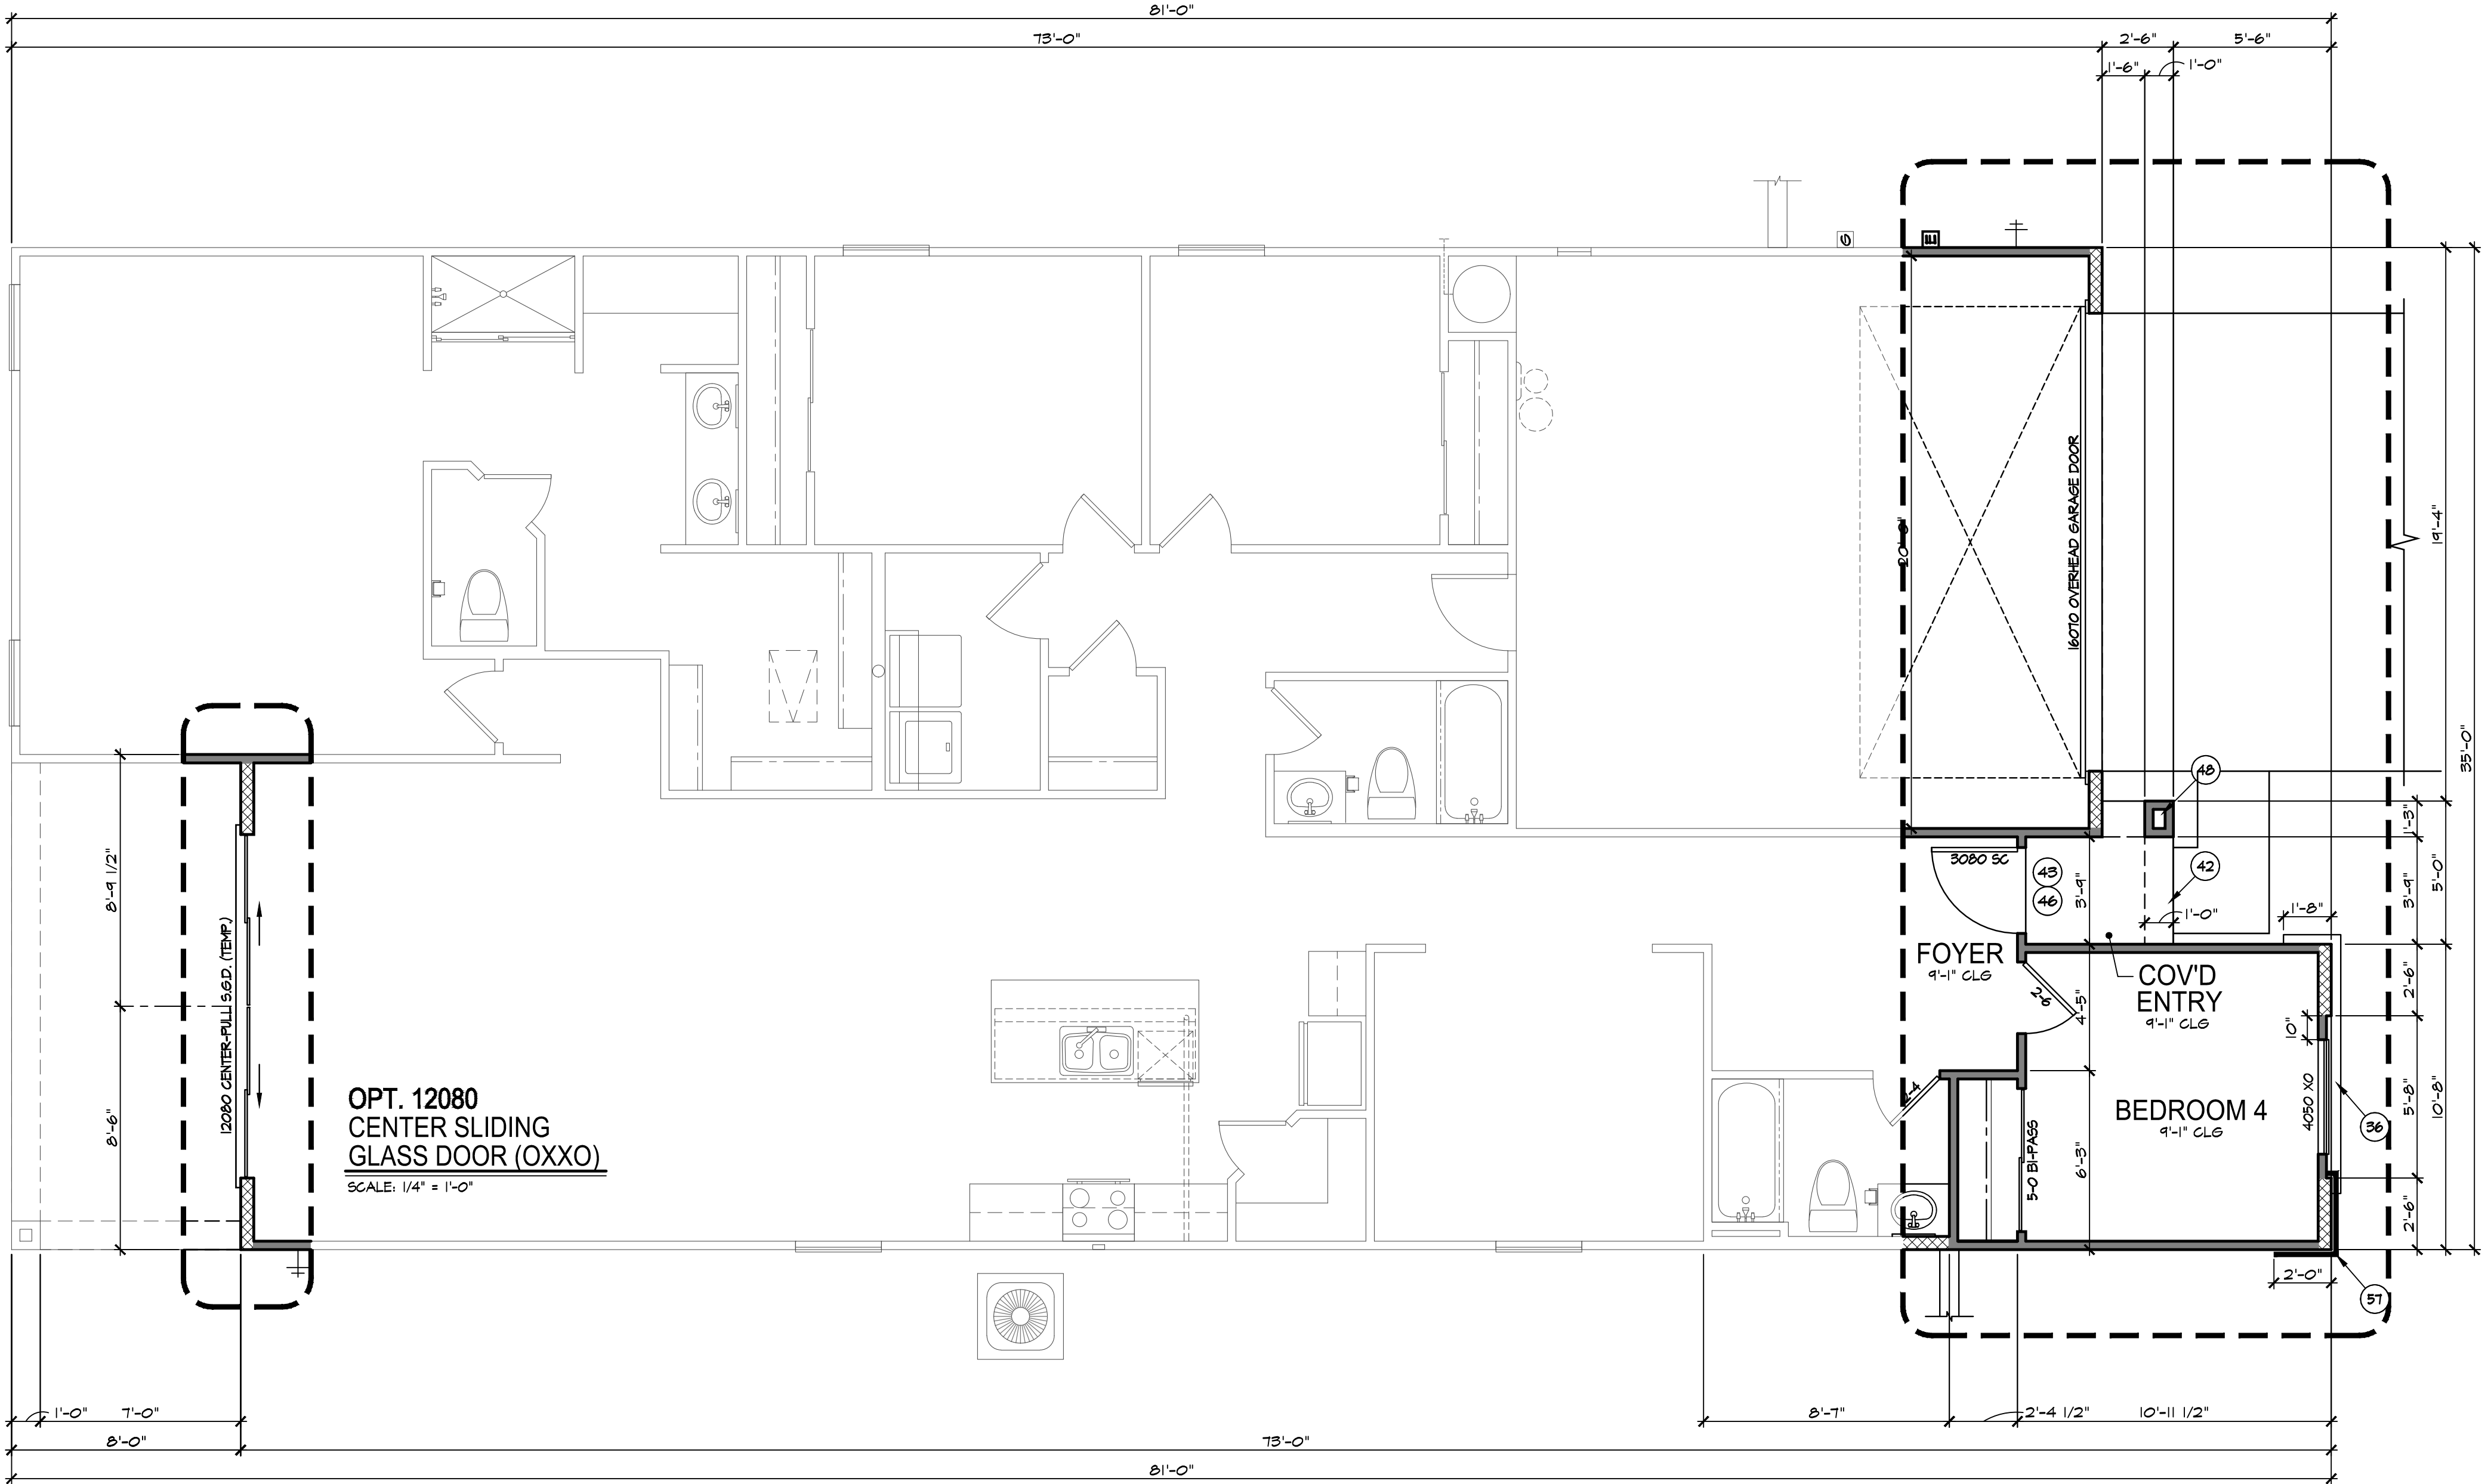 81'-0"
73'-0"
2'-6"
5'-6"
1'-6"
1'-0"
G
E
16070 OVERHEAD GARAGE DOOR
19'-4"
35'-0"
48
1'-3"
3080 SC
43
46
3'-9"
42
3'-9"
5'-0"
1'-0"
1'-8"
8'-9 1/2"
12080 CENTER-PULL S.G.D. (TEMP.)
FOYER
9'-1" CLG
COV'D
ENTRY
9'-1" CLG
2-6
4'-5"
2'-6"
10"
8'-6"
OPT. 12080
CENTER SLIDING
GLASS DOOR (OXXO)
SCALE: 1/4" = 1'-0"
2-4
5-0 BI-PASS
6'-3"
BEDROOM 4
9'-1" CLG
4050 XO
36
5'-8"
10'-8"
2'-6"
2'-0"
57
1'-0"
7'-0"
8'-7"
2'-4 1/2"
10'-11 1/2"
8'-0"
73'-0"
81'-0"